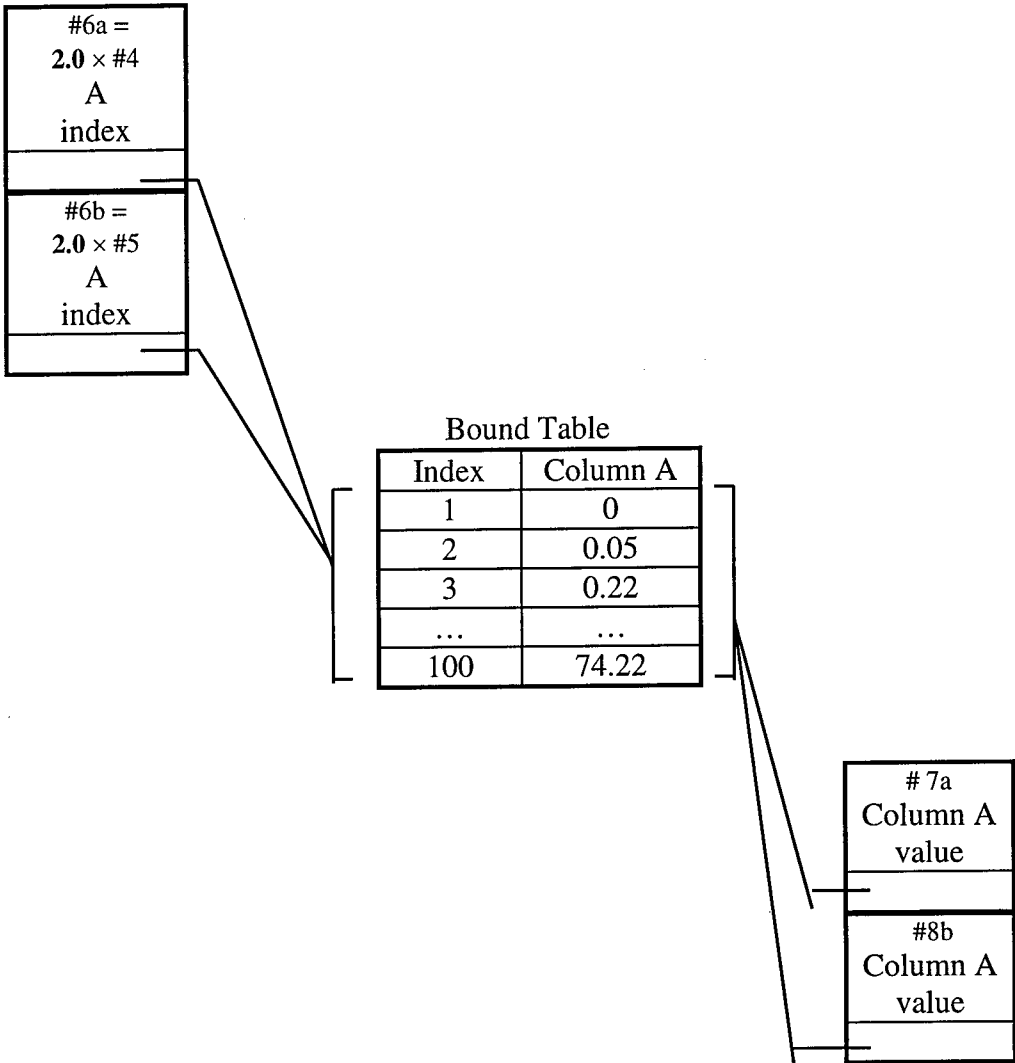 #6a =
2.0 × #4
A
index
#6b =
2.0 × #5
A
index
Bound Table
Index Column A
1 0
2 0.05
3 0.22
... ...
100 74.22
# 7a
Column A
value
#8b
Column A
value